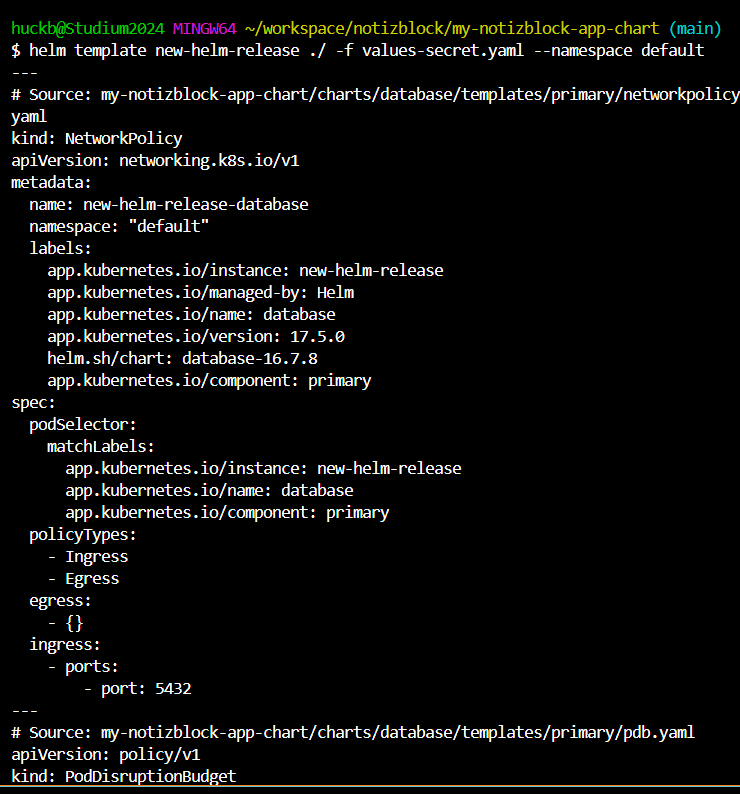 huckb@Studium2024 MINGW64 ~/workspace/notizblock/my-notizblock-app-chart (main)
$ helm template new-helm-release ./ -f values-secret.yaml --namespace default
---
# Source: my-notizblock-app-chart/charts/database/templates/primary/networkpolicy
yaml
kind: NetworkPolicy
apiVersion: networking.k8s.io/v1
metadata:
  name: new-helm-release-database
  namespace: "default"
  labels:
    app.kubernetes.io/instance: new-helm-release
    app.kubernetes.io/managed-by: Helm
    app.kubernetes.io/name: database
    app.kubernetes.io/version: 17.5.0
    helm.sh/chart: database-16.7.8
    app.kubernetes.io/component: primary
spec:
  podSelector:
    matchLabels:
      app.kubernetes.io/instance: new-helm-release
      app.kubernetes.io/name: database
      app.kubernetes.io/component: primary
  policyTypes:
    - Ingress
    - Egress
  egress:
    - {}
  ingress:
    - ports:
        - port: 5432
---
# Source: my-notizblock-app-chart/charts/database/templates/primary/pdb.yaml
apiVersion: policy/v1
kind: PodDisruptionBudget